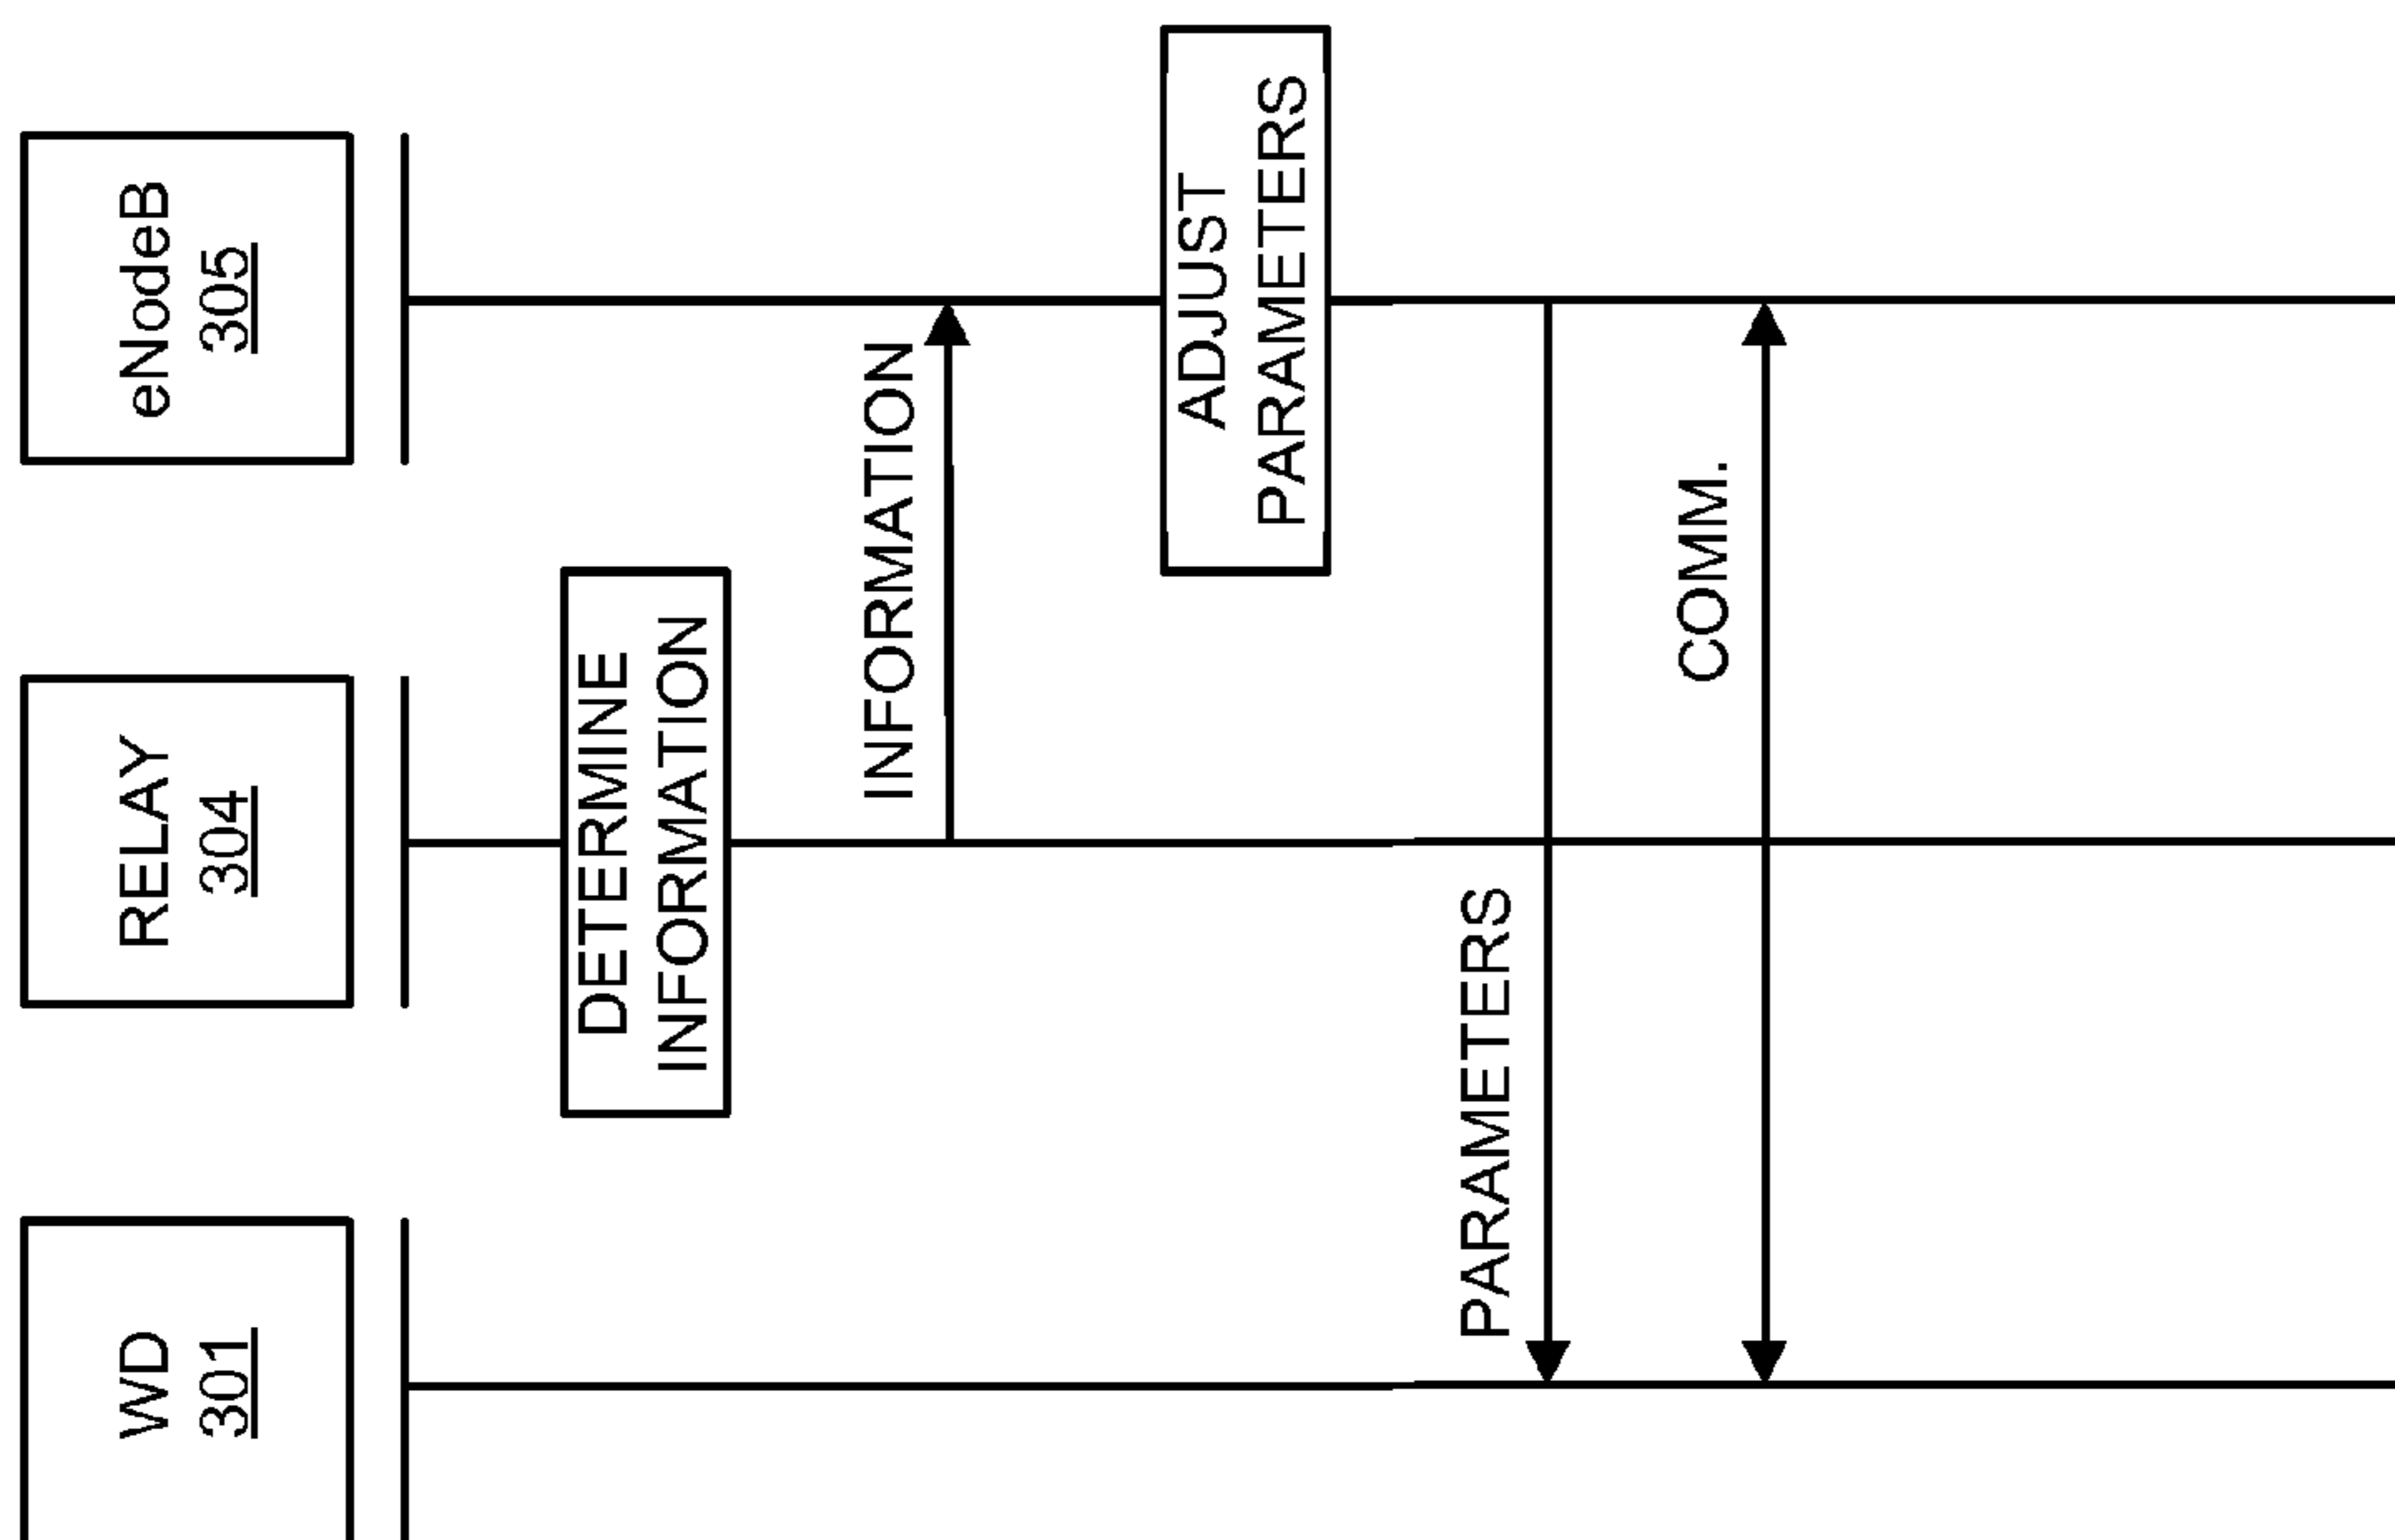 WD
301
RELAY
304
eNodeB
305
DETERMINE
INFORMATION
INFORMATION
ADJUST
PARAMETERS
PARAMETERS
COMM.